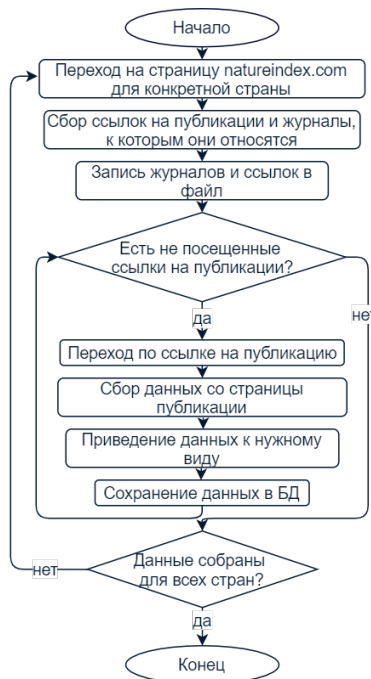 Начало
Переход на страницу natureindex.com
для конкретной страны
Сбор ссылок на публикации и журналы,
к которым они относятся
Запись журналов и ссылок в
файл
Есть не посещенные
ссылки на публикации?
нет
да
Переход по ссылке на публикацию
Сбор данных со страницы
публикации
Приведение данных к нужному
виду
Сохранение данных в БД
Данные собраны
для всех стран?
нет
да
Конец